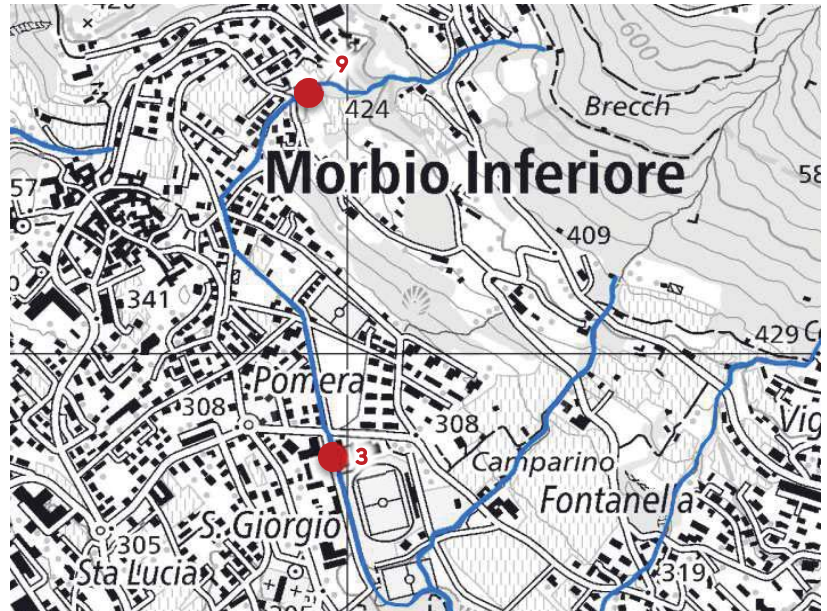 9
600
424
Brecch
Morbio Inferiore
57
58
409
341
429
Pomera
308
308
3
Camparino
Fontanella
S. Giorgio
305
Sta Lucia
319